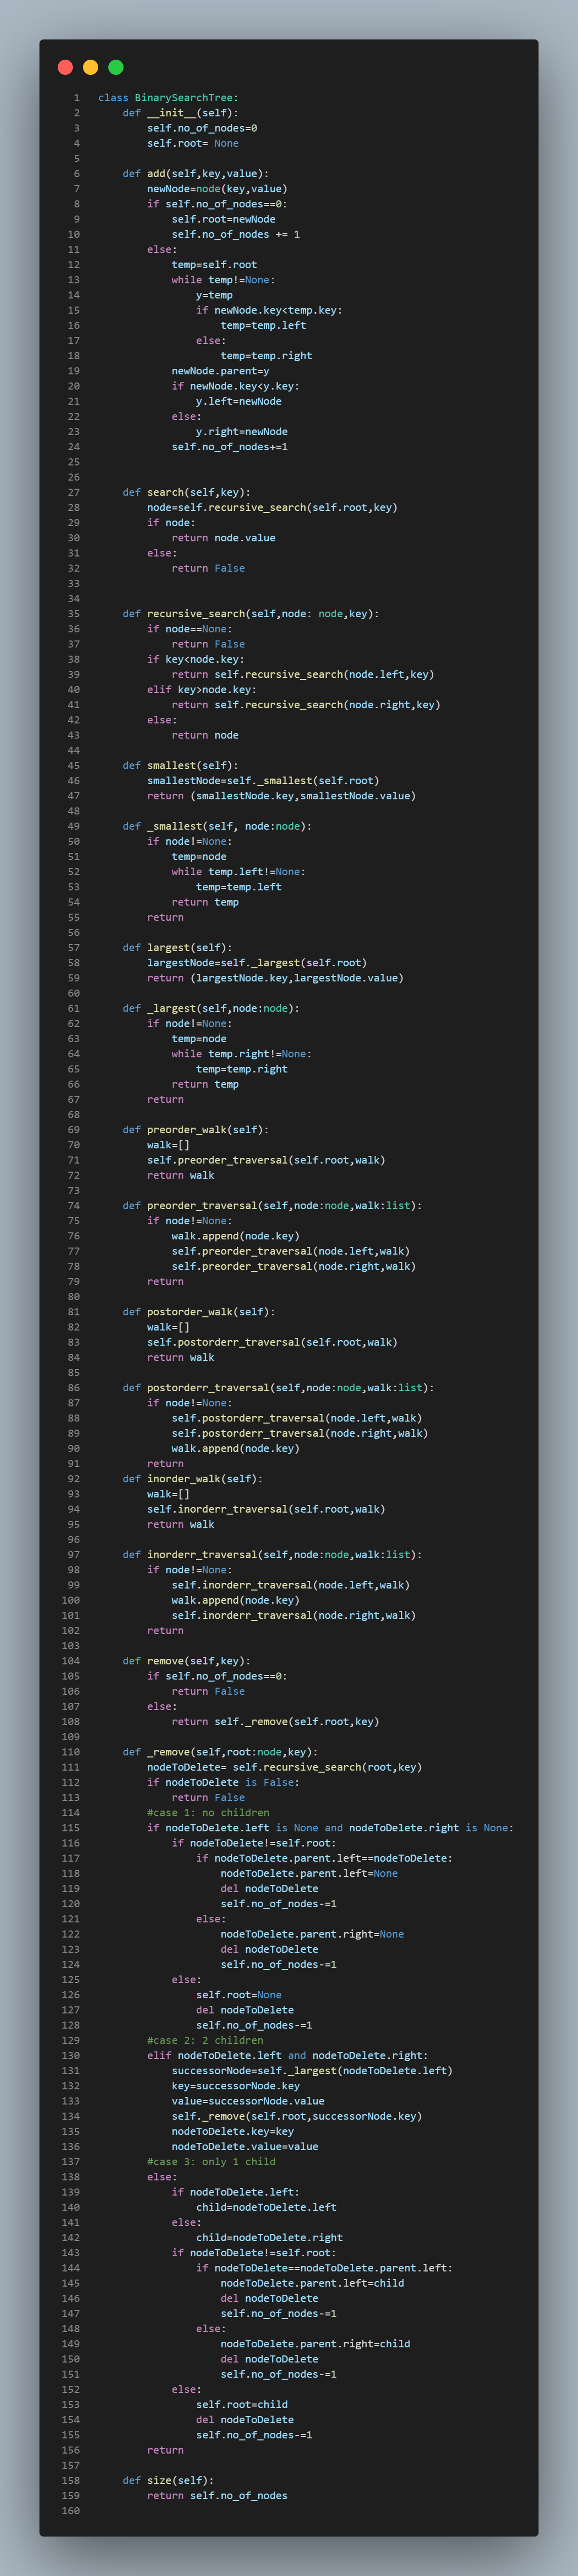 1 class BinarySearchTree:
2     def __init__(self):
3         self.no_of_nodes=0
4         self.root= None
5
6     def add(self,key,value):
7         newNode=node(key,value)
8         if self.no_of_nodes==0:
9             self.root=newNode
10             self.no_of_nodes += 1
11         else:
12             temp=self.root
13             while temp!=None:
14                 y=temp
15                 if newNode.key<temp.key:
16                     temp=temp.left
17                 else:
18                     temp=temp.right
19             newNode.parent=y
20             if newNode.key<y.key:
21                 y.left=newNode
22             else:
23                 y.right=newNode
24             self.no_of_nodes+=1
25
26
27     def search(self,key):
28         node=self.recursive_search(self.root,key)
29         if node:
30             return node.value
31         else:
32             return False
33
34
35     def recursive_search(self,node: node,key):
36         if node==None:
37             return False
38         if key<node.key:
39             return self.recursive_search(node.left,key)
40         elif key>node.key:
41             return self.recursive_search(node.right,key)
42         else:
43             return node
44
45     def smallest(self):
46         smallestNode=self._smallest(self.root)
47         return (smallestNode.key,smallestNode.value)
48
49     def _smallest(self, node:node):
50         if node!=None:
51             temp=node
52             while temp.left!=None:
53                 temp=temp.left
54             return temp
55         return
56
57     def largest(self):
58         largestNode=self._largest(self.root)
59         return (largestNode.key,largestNode.value)
60
61     def _largest(self,node:node):
62         if node!=None:
63             temp=node
64             while temp.right!=None:
65                 temp=temp.right
66             return temp
67         return
68
69     def preorder_walk(self):
70         walk=[]
71         self.preorder_traversal(self.root,walk)
72         return walk
73
74     def preorder_traversal(self,node:node,walk:list):
75         if node!=None:
76             walk.append(node.key)
77             self.preorder_traversal(node.left,walk)
78             self.preorder_traversal(node.right,walk)
79         return
80
81     def postorder_walk(self):
82         walk=[]
83         self.postorderr_traversal(self.root,walk)
84         return walk
85
86     def postorderr_traversal(self,node:node,walk:list):
87         if node!=None:
88             self.postorderr_traversal(node.left,walk)
89             self.postorderr_traversal(node.right,walk)
90             walk.append(node.key)
91         return
92     def inorder_walk(self):
93         walk=[]
94         self.inorderr_traversal(self.root,walk)
95         return walk
96
97     def inorderr_traversal(self,node:node,walk:list):
98         if node!=None:
99             self.inorderr_traversal(node.left,walk)
100             walk.append(node.key)
101             self.inorderr_traversal(node.right,walk)
102         return
103
104     def remove(self,key):
105         if self.no_of_nodes==0:
106             return False
107         else:
108             return self._remove(self.root,key)
109
110     def _remove(self,root:node,key):
111         nodeToDelete= self.recursive_search(root,key)
112         if nodeToDelete is False:
113             return False
114         #case 1: no children
115         if nodeToDelete.left is None and nodeToDelete.right is None:
116             if nodeToDelete!=self.root:
117                 if nodeToDelete.parent.left==nodeToDelete:
118                     nodeToDelete.parent.left=None
119                     del nodeToDelete
120                     self.no_of_nodes-=1
121                 else:
122                     nodeToDelete.parent.right=None
123                     del nodeToDelete
124                     self.no_of_nodes-=1
125             else:
126                 self.root=None
127                 del nodeToDelete
128                 self.no_of_nodes-=1
129         #case 2: 2 children
130         elif nodeToDelete.left and nodeToDelete.right:
131             successorNode=self._largest(nodeToDelete.left)
132             key=successorNode.key
133             value=successorNode.value
134             self._remove(self.root,successorNode.key)
135             nodeToDelete.key=key
136             nodeToDelete.value=value
137         #case 3: only 1 child
138         else:
139             if nodeToDelete.left:
140                 child=nodeToDelete.left
141             else:
142                 child=nodeToDelete.right
143             if nodeToDelete!=self.root:
144                 if nodeToDelete==nodeToDelete.parent.left:
145                     nodeToDelete.parent.left=child
146                     del nodeToDelete
147                     self.no_of_nodes-=1
148                 else:
149                     nodeToDelete.parent.right=child
150                     del nodeToDelete
151                     self.no_of_nodes-=1
152             else:
153                 self.root=child
154                 del nodeToDelete
155                 self.no_of_nodes-=1
156         return
157
158     def size(self):
159         return self.no_of_nodes
160